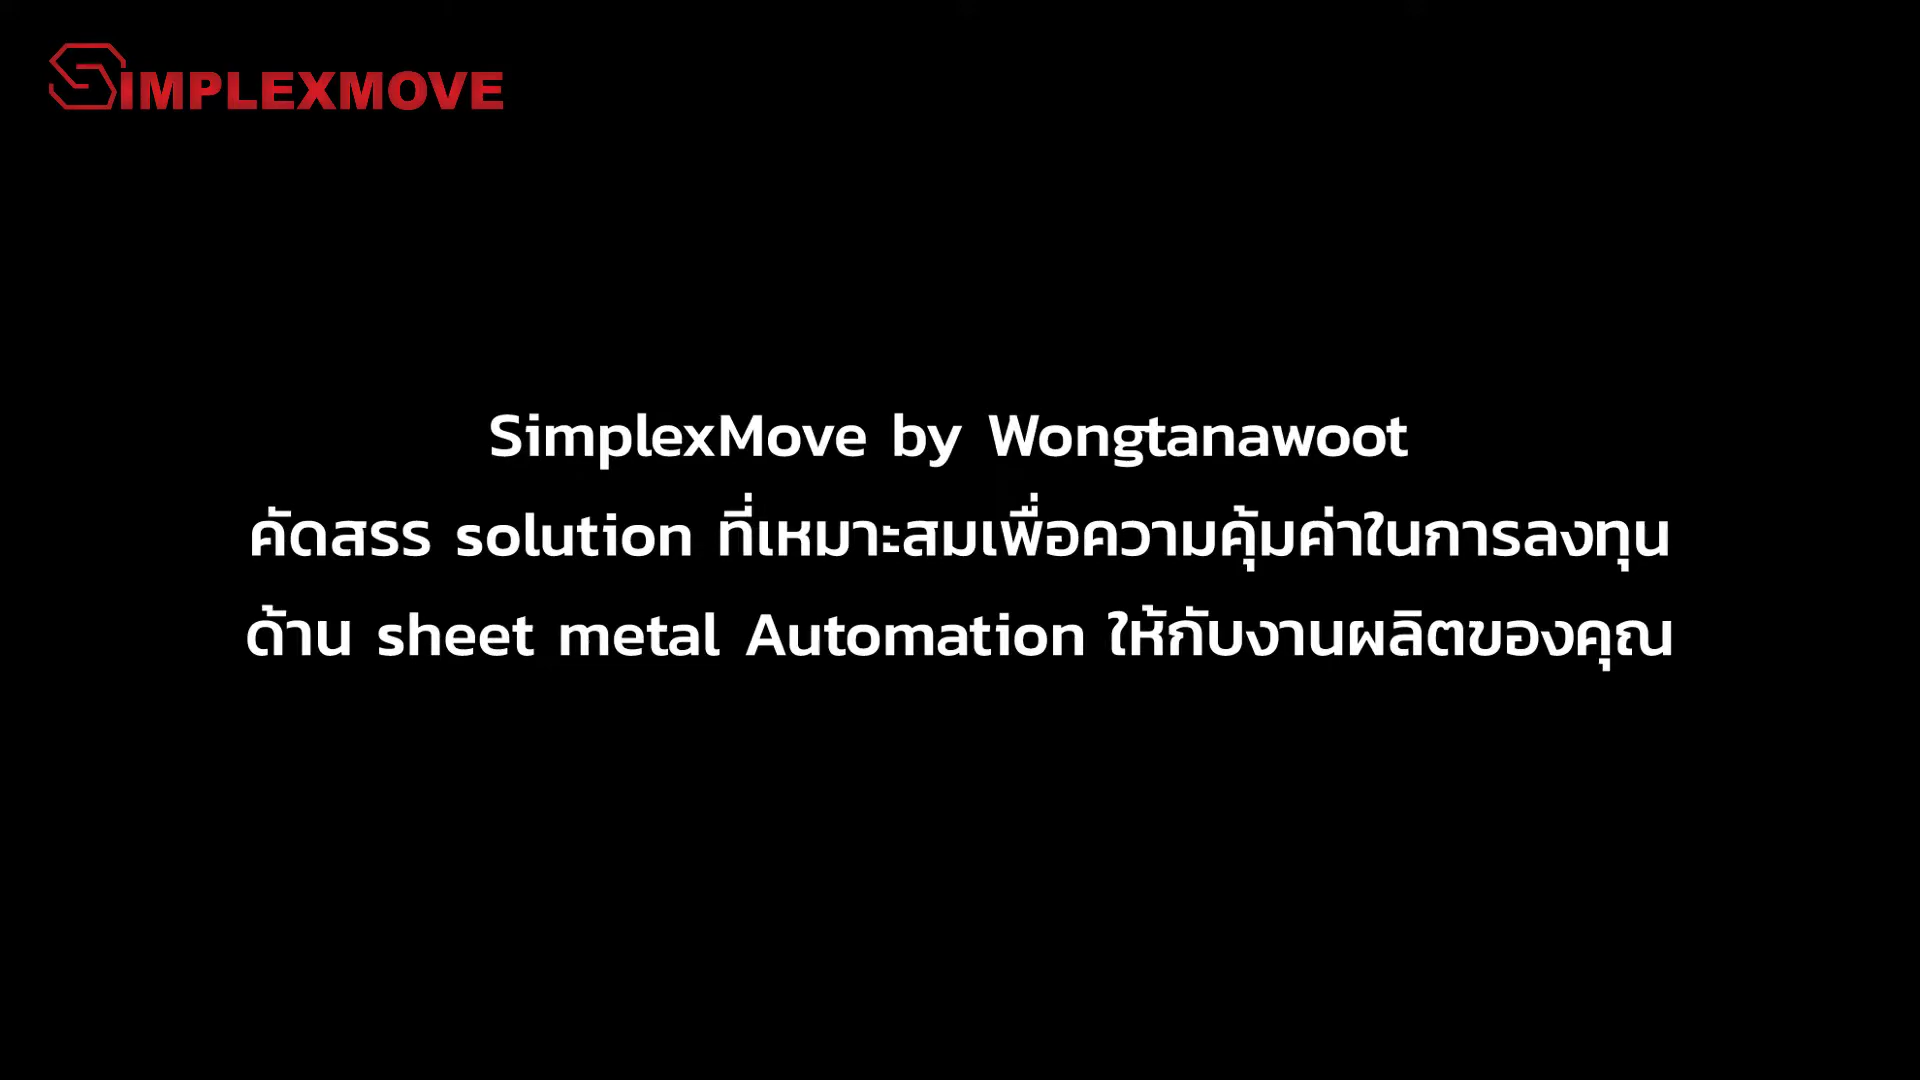 SIMPLEXMOVE
SimplexMove by Wongtanawoot
คัดสรร solution ที่เหมาะสมเพื่อความคุ้มค่าในการลงทุน
ด้าน sheet metal Automation ให้กับงานผลิตของคุณ